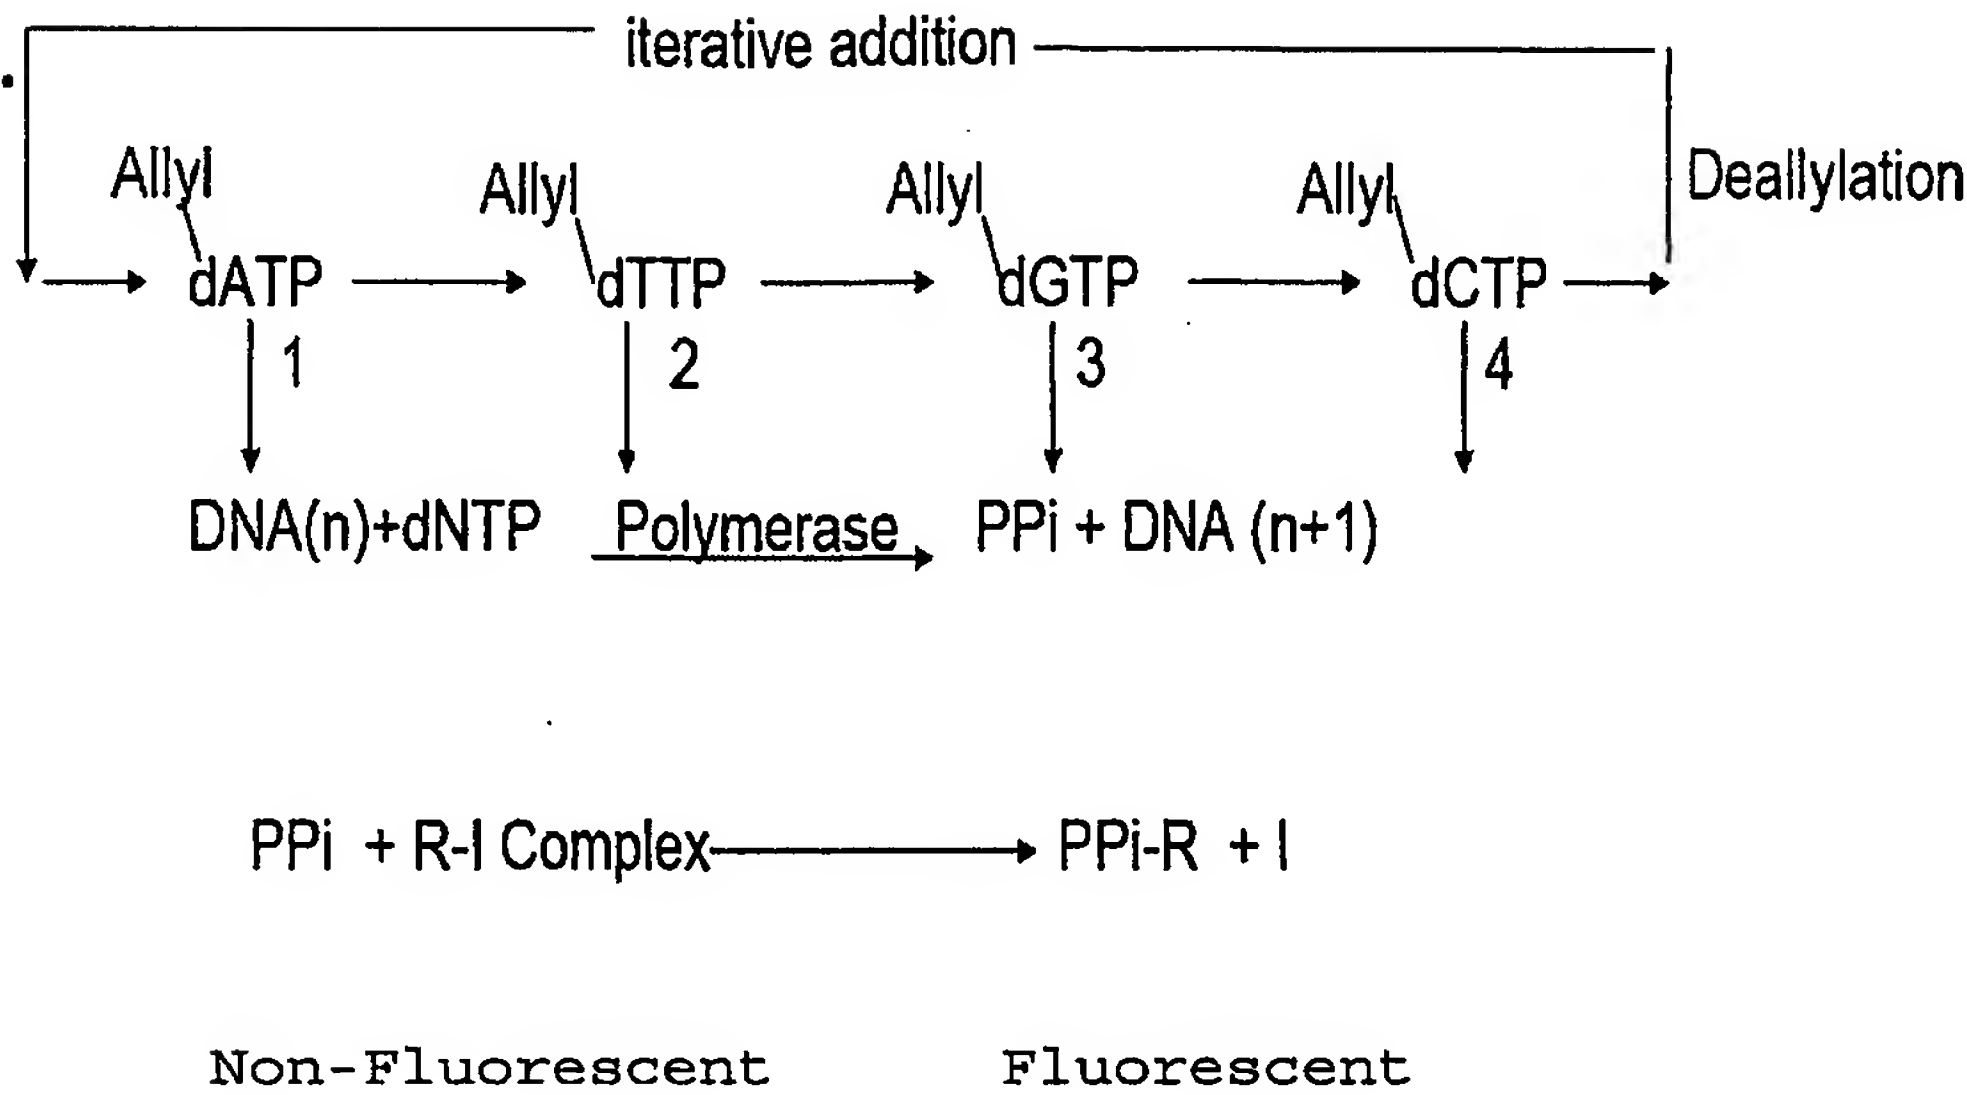 iterative addition
Allyl Allyl Allyl Allyl Deallylation
dATP dTTP dGTP dCTP
1 2 3 4
DNA(n)+dNTP Polymerase PPi + DNA (n+1)
PPi + R-I Complex PPi-R + I
Non-Fluorescent Fluorescent